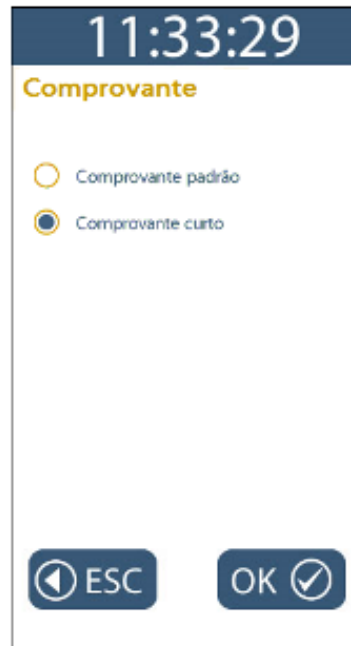 11:33:29
Comprovante
Comprovante padrão
Comprovante curto
ESC
OK